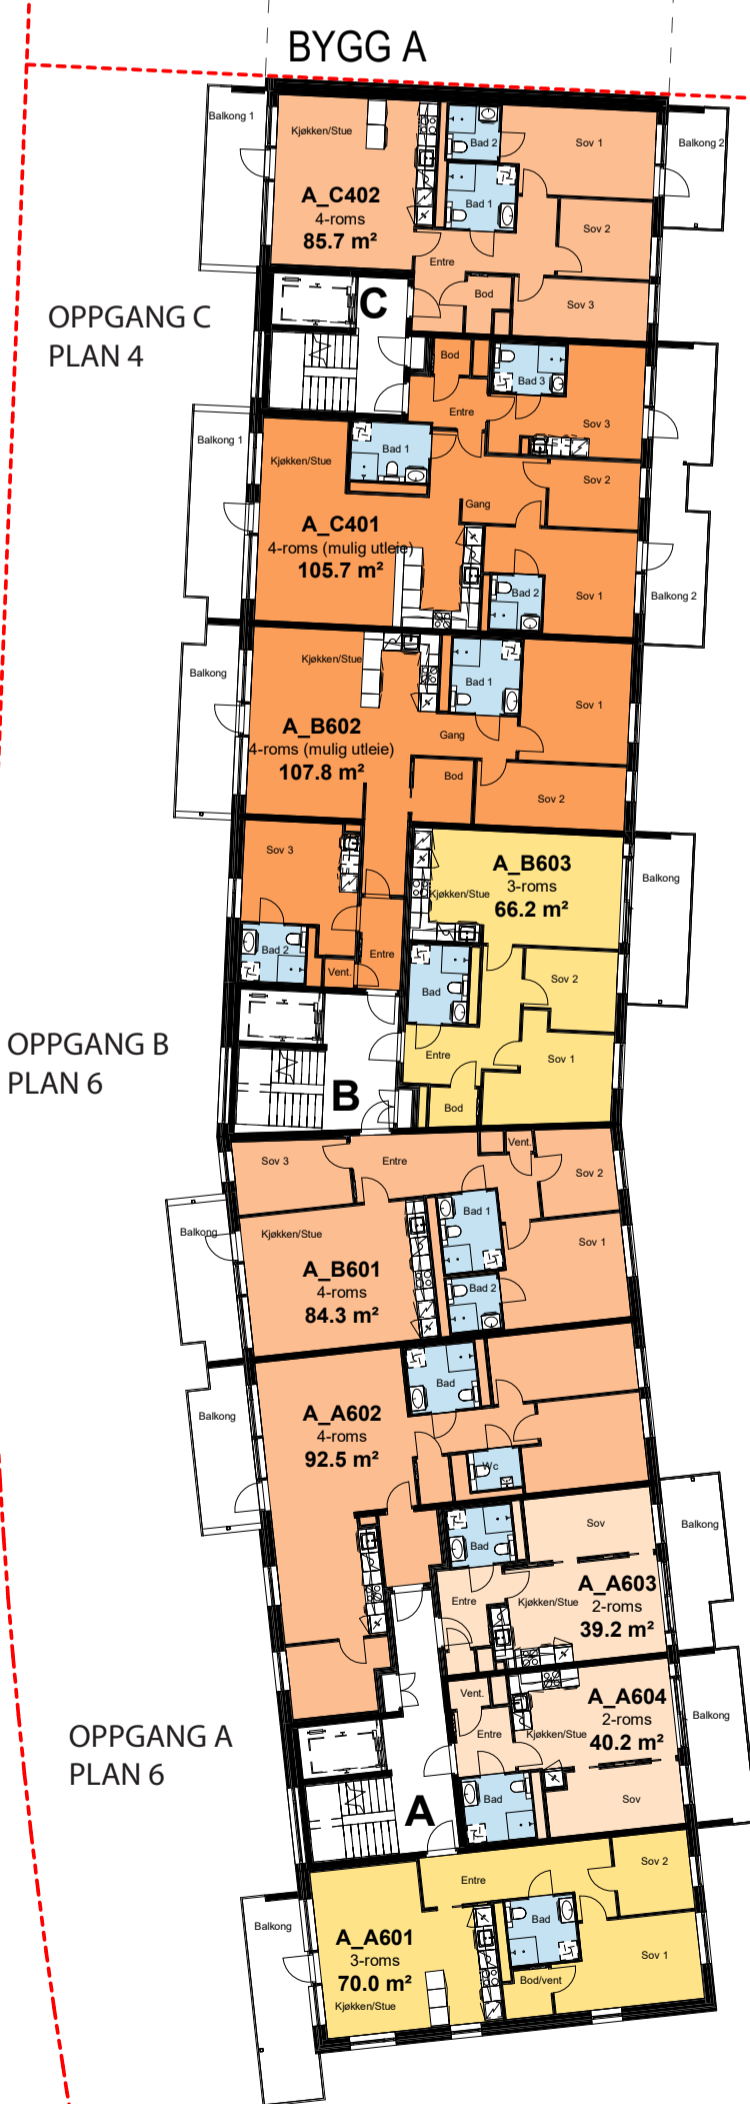 BYGG A
Balkong 1
Kjøkken/Stue
Bad 2
Sov 1
Balkong 2
A_C402
4-roms
85.7 m²
Bad 1
Sov 2
Entre
Bod
Sov 3
C
OPPGANG C
PLAN 4
Bod
Bad 3
Entre
Sov 3
Balkong 1
Kjøkken/Stue
Bad 1
Sov 2
Gang
A_C401
4-roms (mulig utleie)
105.7 m²
Bad 2
Sov 1
Balkong 2
Balkong
Kjøkken/Stue
Bad 1
Sov 1
A_B602
4-roms (mulig utleie)
107.8 m²
Gang
Bod
Sov 2
Sov 3
Bad 2
Vent.
Entre
A_B603
3-roms
66.2 m²
Kjøkken/Stue
Balkong
Bad
Sov 2
Entre
Sov 1
Bod
OPPGANG B
PLAN 6
B
Sov 3
Entre
Vent.
Sov 2
Balkong
Kjøkken/Stue
Bad 1
Sov 1
A_B601
4-roms
84.3 m²
Bad 2
Bad
Balkong
A_A602
4-roms
92.5 m²
Wc
Bad
Sov
Balkong
A_A603
2-roms
39.2 m²
Entre
Kjøkken/Stue
Vent.
A_A604
2-roms
40.2 m²
Entre
Kjøkken/Stue
Balkong
Bad
Sov
OPPGANG A
PLAN 6
A
Entre
Sov 2
Balkong
A_A601
3-roms
70.0 m²
Kjøkken/Stue
Bad
Sov 1
Bod/vent